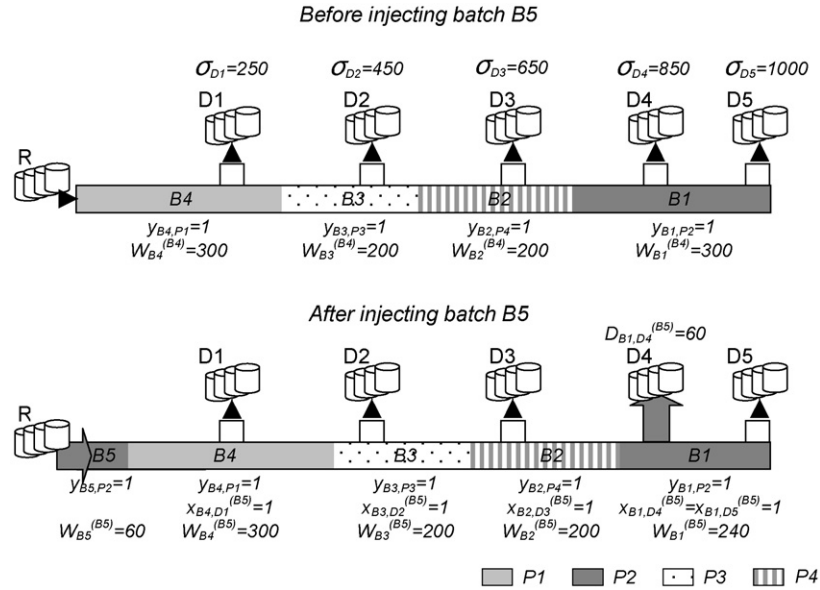 Before injecting batch B5
σD1=250 σD2=450 σD3=650 σD4=850 σD5=1000
D1 D2 D3 D4 D5
R
B4 B3 B2 B1
yB4,P1=1 yB3,P3=1 yB2,P4=1 yB1,P2=1
WB4(B4)=300 WB3(B4)=200 WB2(B4)=200 WB1(B4)=300
After injecting batch B5
DB1,D4(B5)=60
D1 D2 D3 D4 D5
R
B5 B4 B3 B2 B1
yB5,P2=1 yB4,P1=1 yB3,P3=1 yB2,P4=1 yB1,P2=1
xB4,D1(B5)=1 xB3,D2(B5)=1 xB2,D3(B5)=1 xB1,D4(B5)=xB1,D5(B5)=1
WB5(B5)=60 WB4(B5)=300 WB3(B5)=200 WB2(B5)=200 WB1(B5)=240
P1 P2 P3 P4